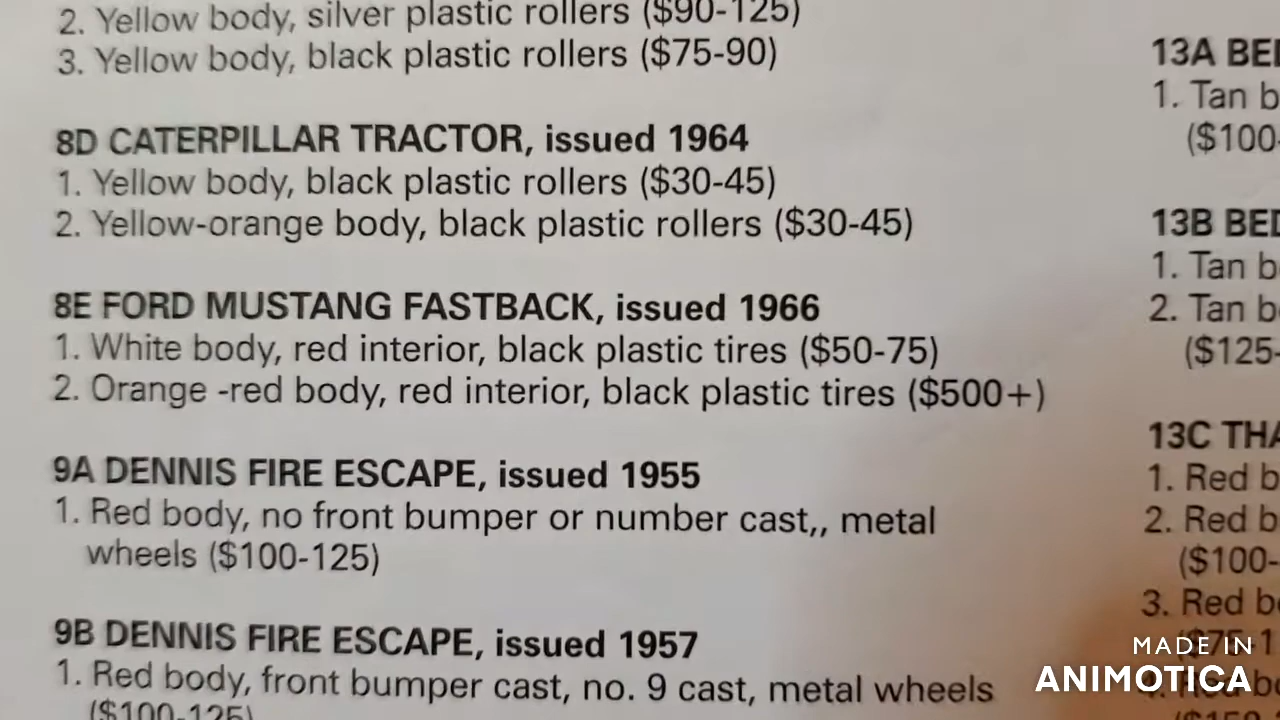 2. Yellow body, silver plastic rollers ($90-125)
3. Yellow body, black plastic rollers ($75-90)
8D CATERPILLAR TRACTOR, issued 1964
1. Yellow body, black plastic rollers ($30-45)
2. Yellow-orange body, black plastic rollers ($30-45)
8E FORD MUSTANG FASTBACK, issued 1966
1. White body, red interior, black plastic tires ($50-75)
2. Orange -red body, red interior, black plastic tires ($500+)
9A DENNIS FIRE ESCAPE, issued 1955
1. Red body, no front bumper or number cast,, metal
wheels ($100-125)
9B DENNIS FIRE ESCAPE, issued 1957
1. Red body, front bumper cast, no. 9 cast, metal wheels
($100-125)
13A
1. Tan
($100-
13B
1. Tan
2. Tan
($125-
13C
1. Red
2. Red
($100-
3. Red
MADE IN
ANIMOTICA